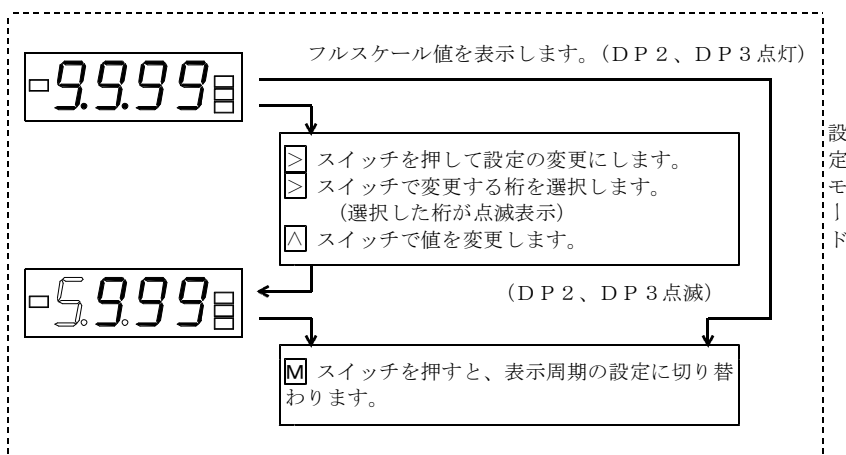 フルスケール値を表示します。（ＤＰ２、ＤＰ３点灯）
-9.9.99
> スイッチを押して設定の変更にします。
> スイッチで変更する桁を選択します。
（選択した桁が点滅表示）
∧ スイッチで値を変更します。
設定モード
-5.9.99
（ＤＰ２、ＤＰ３点滅）
M スイッチを押すと、表示周期の設定に切り替
わります。